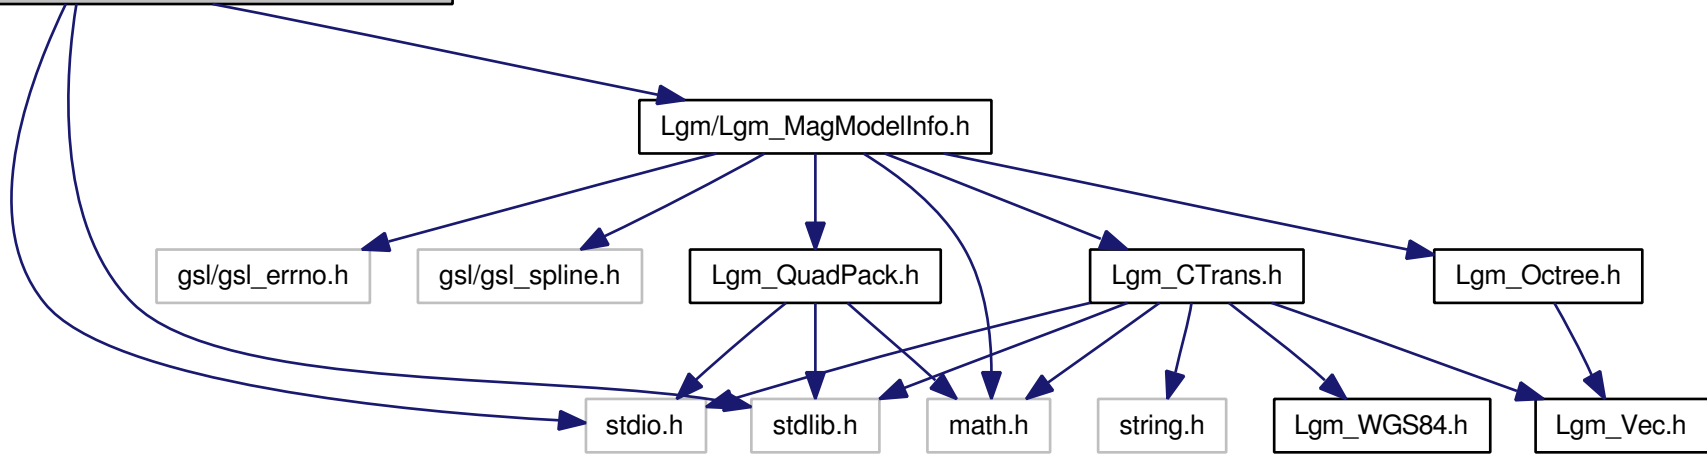 Lgm/Lgm_MagModelInfo.h
gsl/gsl_errno.h
gsl/gsl_spline.h
Lgm_QuadPack.h
Lgm_CTrans.h
Lgm_Octree.h
stdio.h
stdlib.h
math.h
string.h
Lgm_WGS84.h
Lgm_Vec.h